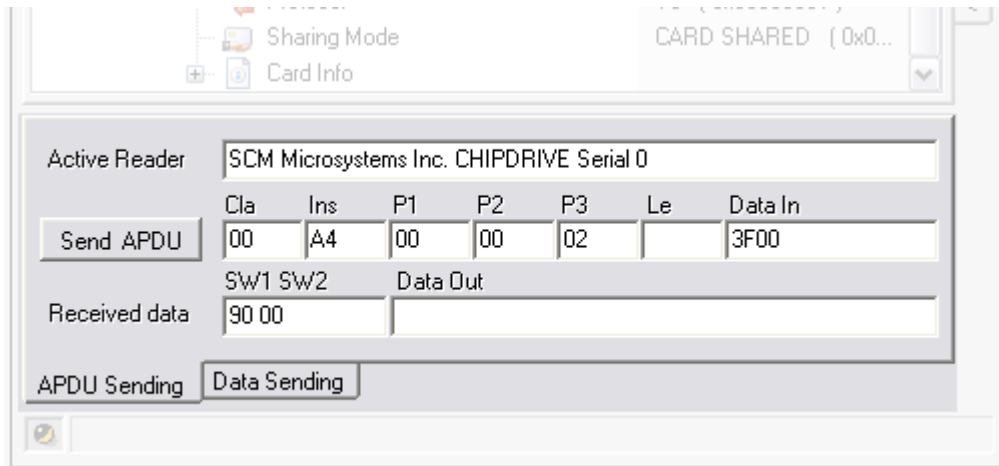 Sharing Mode CARD SHARED ( 0x0...
Card Info
Active Reader SCM Microsystems Inc. CHIPDRIVE Serial 0
Cla Ins P1 P2 P3 Le Data In
Send APDU 00 A4 00 00 02 3F00
SW1 SW2 Data Out
Received data 90 00
APDU Sending Data Sending